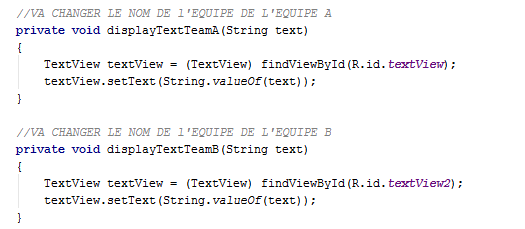 //VA CHANGER LE NOM DE l'EQUIPE DE L'EQUIPE A
private void displayTextTeamA(String text)
{
TextView textView = (TextView) findViewById(R.id.textView);
textView.setText(String.valueOf(text));
}
//VA CHANGER LE NOM DE l'EQUIPE DE L'EQUIPE B
private void displayTextTeamB(String text)
{
TextView textView = (TextView) findViewById(R.id.textView2);
textView.setText(String.valueOf(text));
}